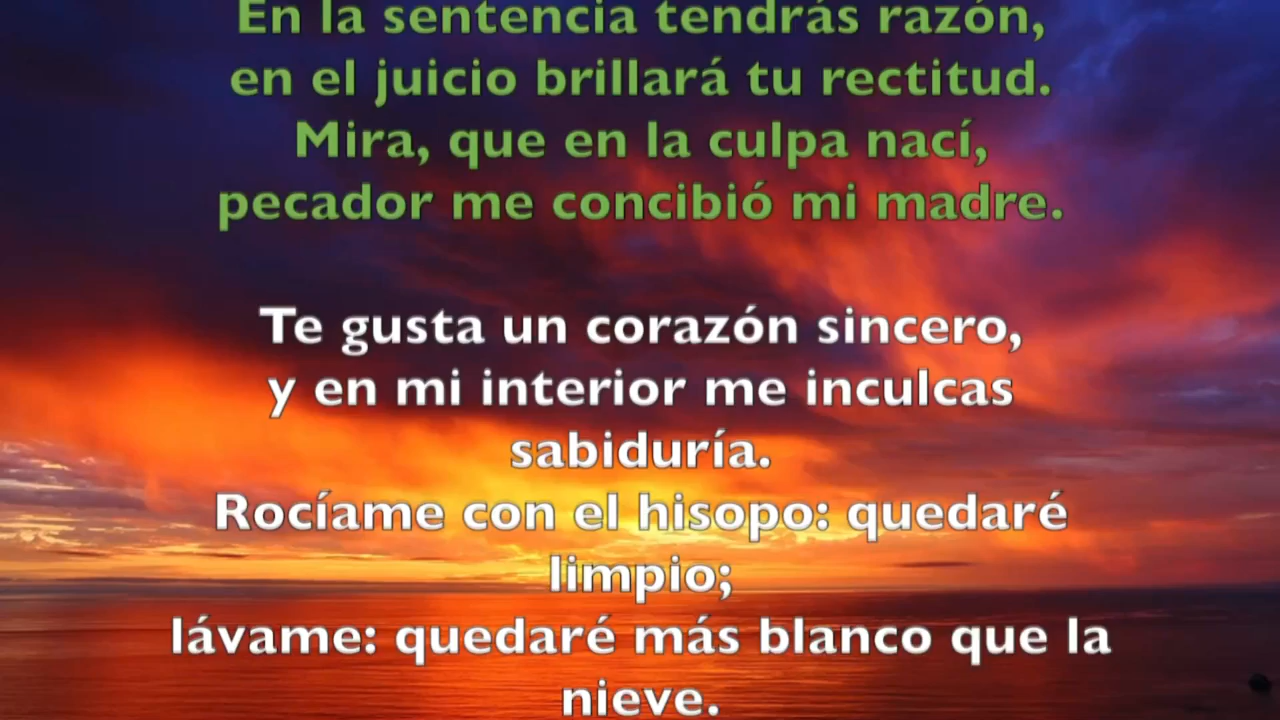 En la sentencia tendrás razón,
en el juicio brillará tu rectitud.
Mira, que en la culpa nací,
pecador me concibió mi madre.
Te gusta un corazón sincero,
y en mi interior me inculcas
sabiduría.
Rocíame con el hisopo: quedaré
limpio;
lávame: quedaré más blanco que la
nieve.